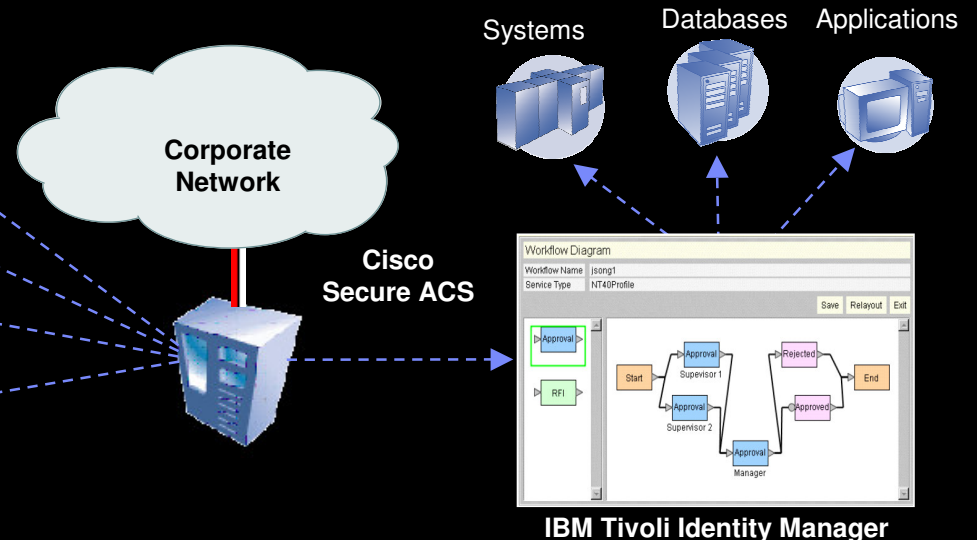 Systems
Databases
Applications
Corporate
Network
Cisco
Secure ACS
Workflow Diagram
Workflow Name jsong1
Service Type NT40Profile
Save Relayout Exit
Approval
RFI
Start
Approval
Supervisor 1
Approval
Supervisor 2
Approval
Manager
Rejected
Approved
End
IBM Tivoli Identity Manager